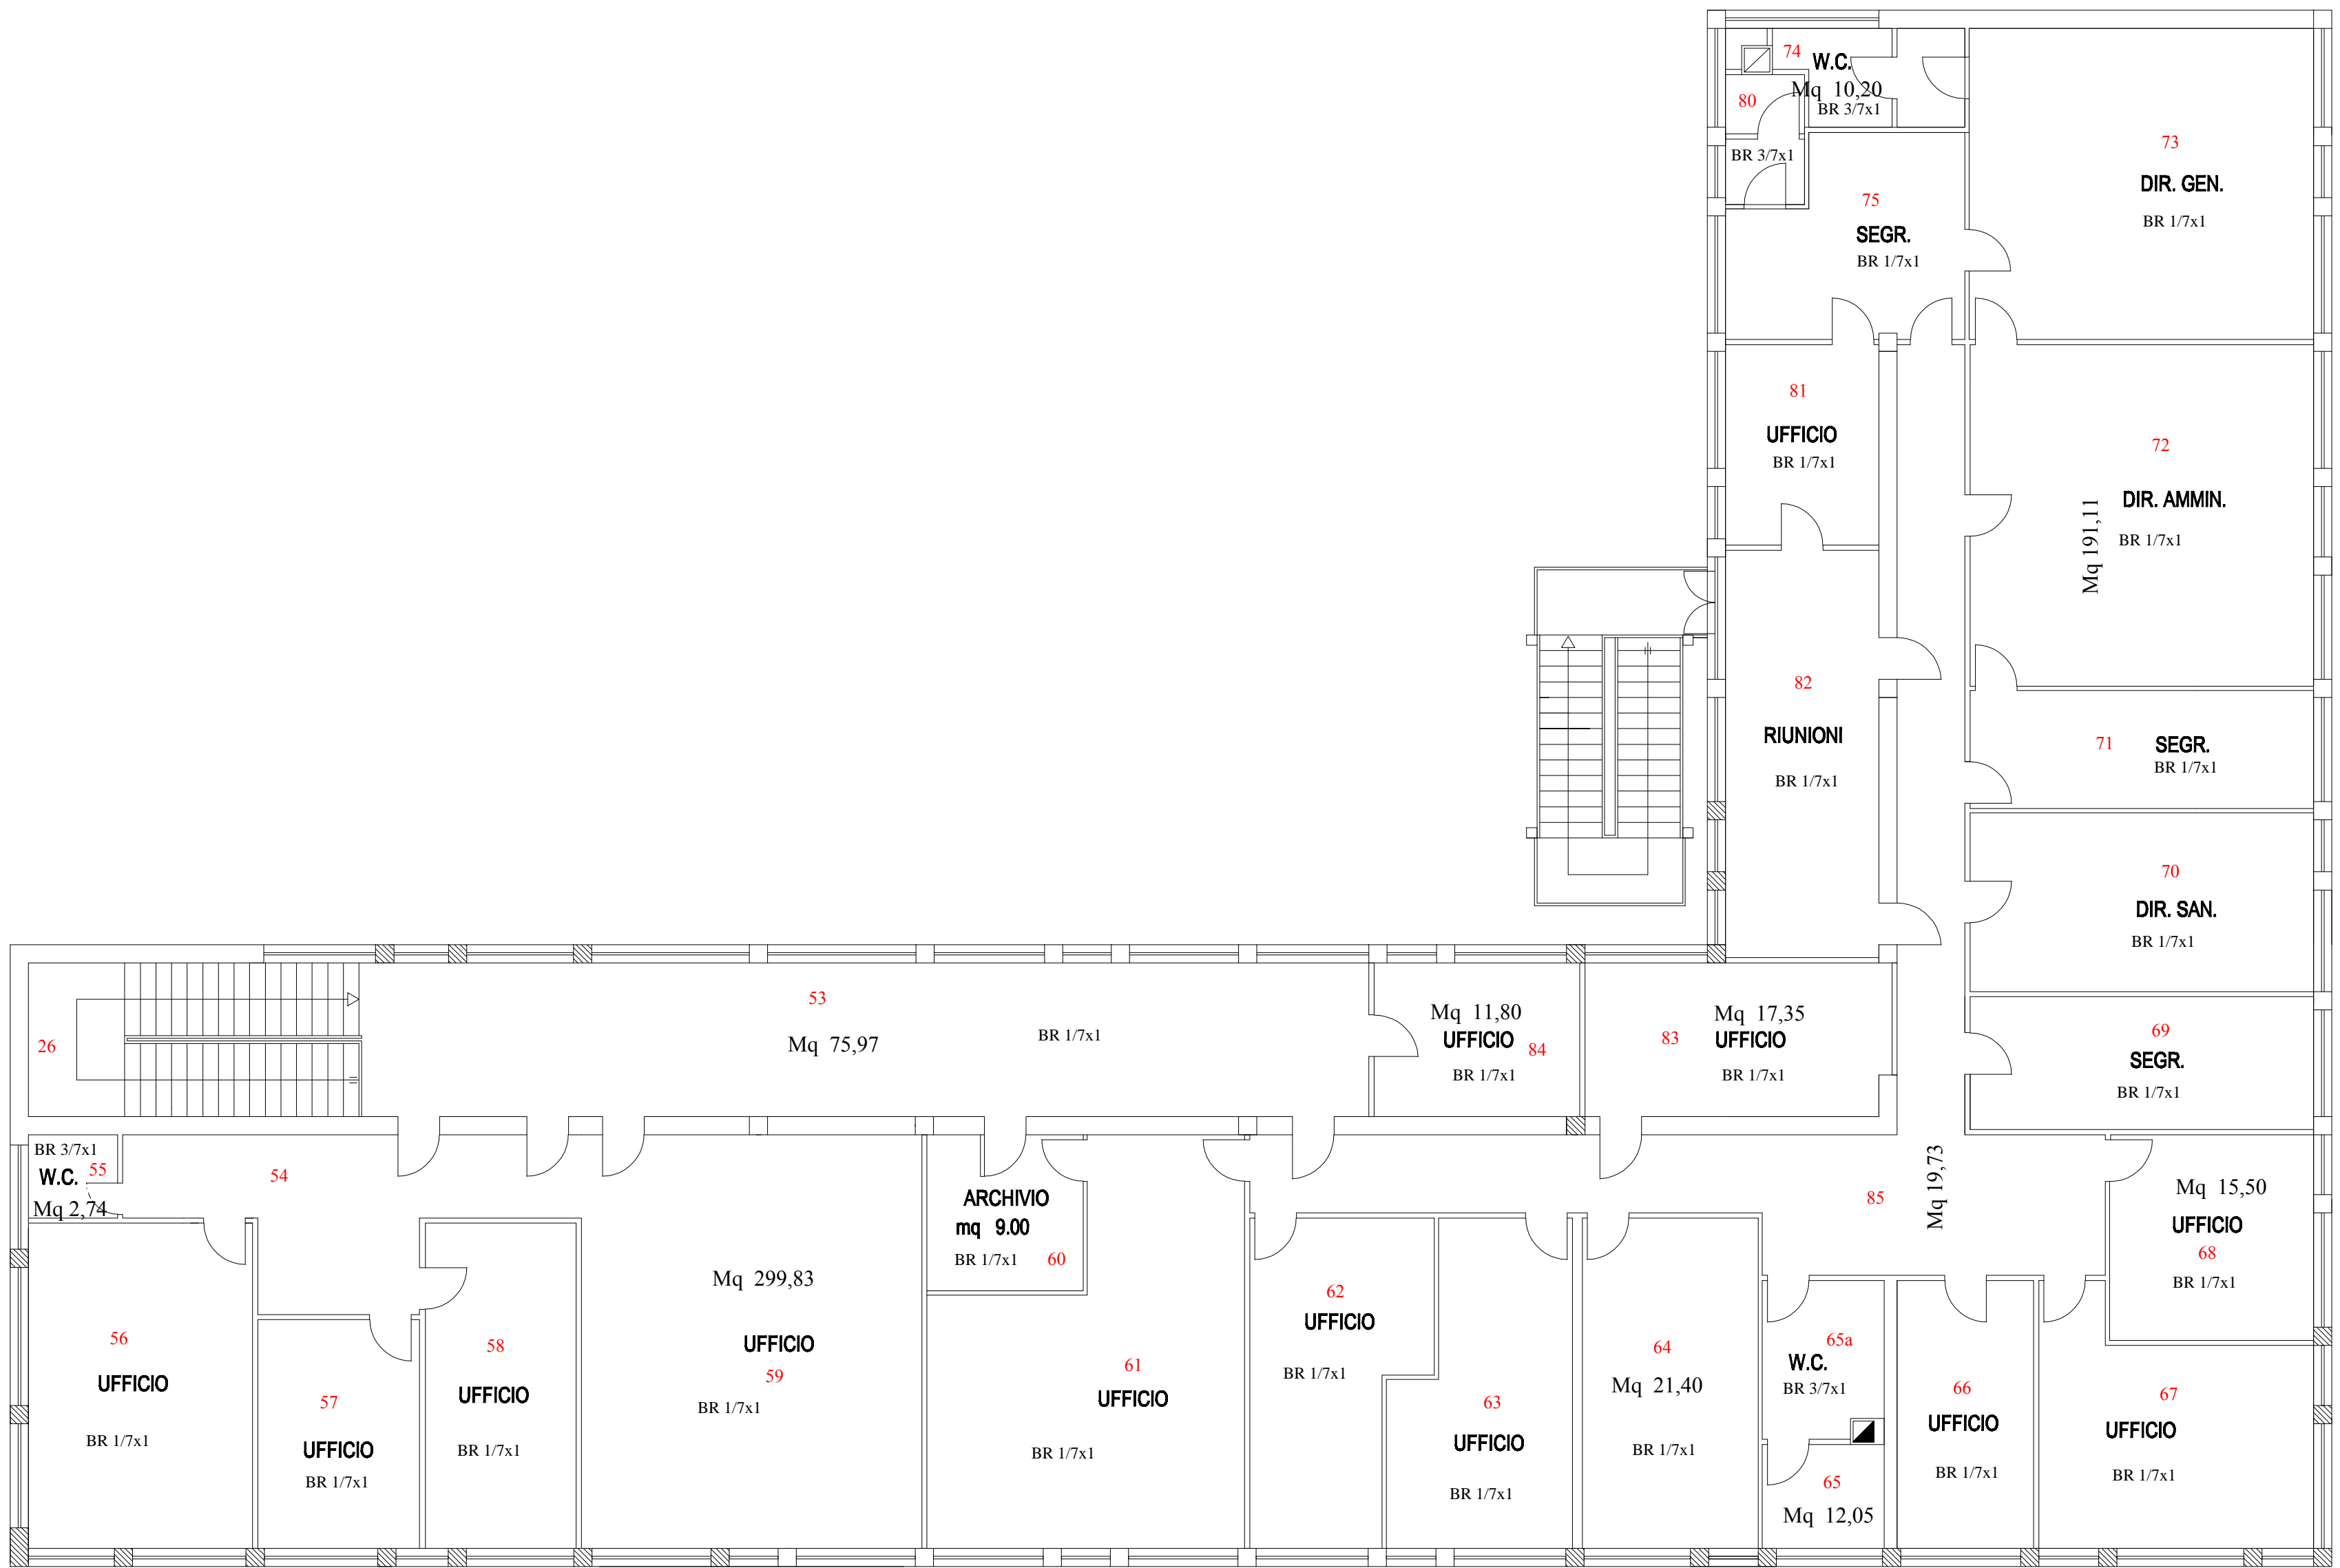 74
W.C.
Mq 10,20
BR 3/7x1
80
BR 3/7x1
73
DIR. GEN.
BR 1/7x1
75
SEGR.
BR 1/7x1
81
UFFICIO
BR 1/7x1
72
DIR. AMMIN.
BR 1/7x1
Mq 191,11
82
RIUNIONI
BR 1/7x1
71
SEGR.
BR 1/7x1
70
DIR. SAN.
BR 1/7x1
26
53
Mq 75,97
BR 1/7x1
Mq 11,80
UFFICIO
84
BR 1/7x1
Mq 17,35
83
UFFICIO
BR 1/7x1
69
SEGR.
BR 1/7x1
BR 3/7x1
55
W.C.
Mq 2,74
54
ARCHIVIO
mq 9.00
BR 1/7x1
60
85
Mq 19,73
Mq 15,50
UFFICIO
68
BR 1/7x1
56
UFFICIO
BR 1/7x1
57
UFFICIO
BR 1/7x1
58
UFFICIO
BR 1/7x1
Mq 299,83
UFFICIO
59
BR 1/7x1
61
UFFICIO
BR 1/7x1
62
UFFICIO
BR 1/7x1
63
UFFICIO
BR 1/7x1
64
Mq 21,40
BR 1/7x1
65a
W.C.
BR 3/7x1
65
Mq 12,05
66
UFFICIO
BR 1/7x1
67
UFFICIO
BR 1/7x1